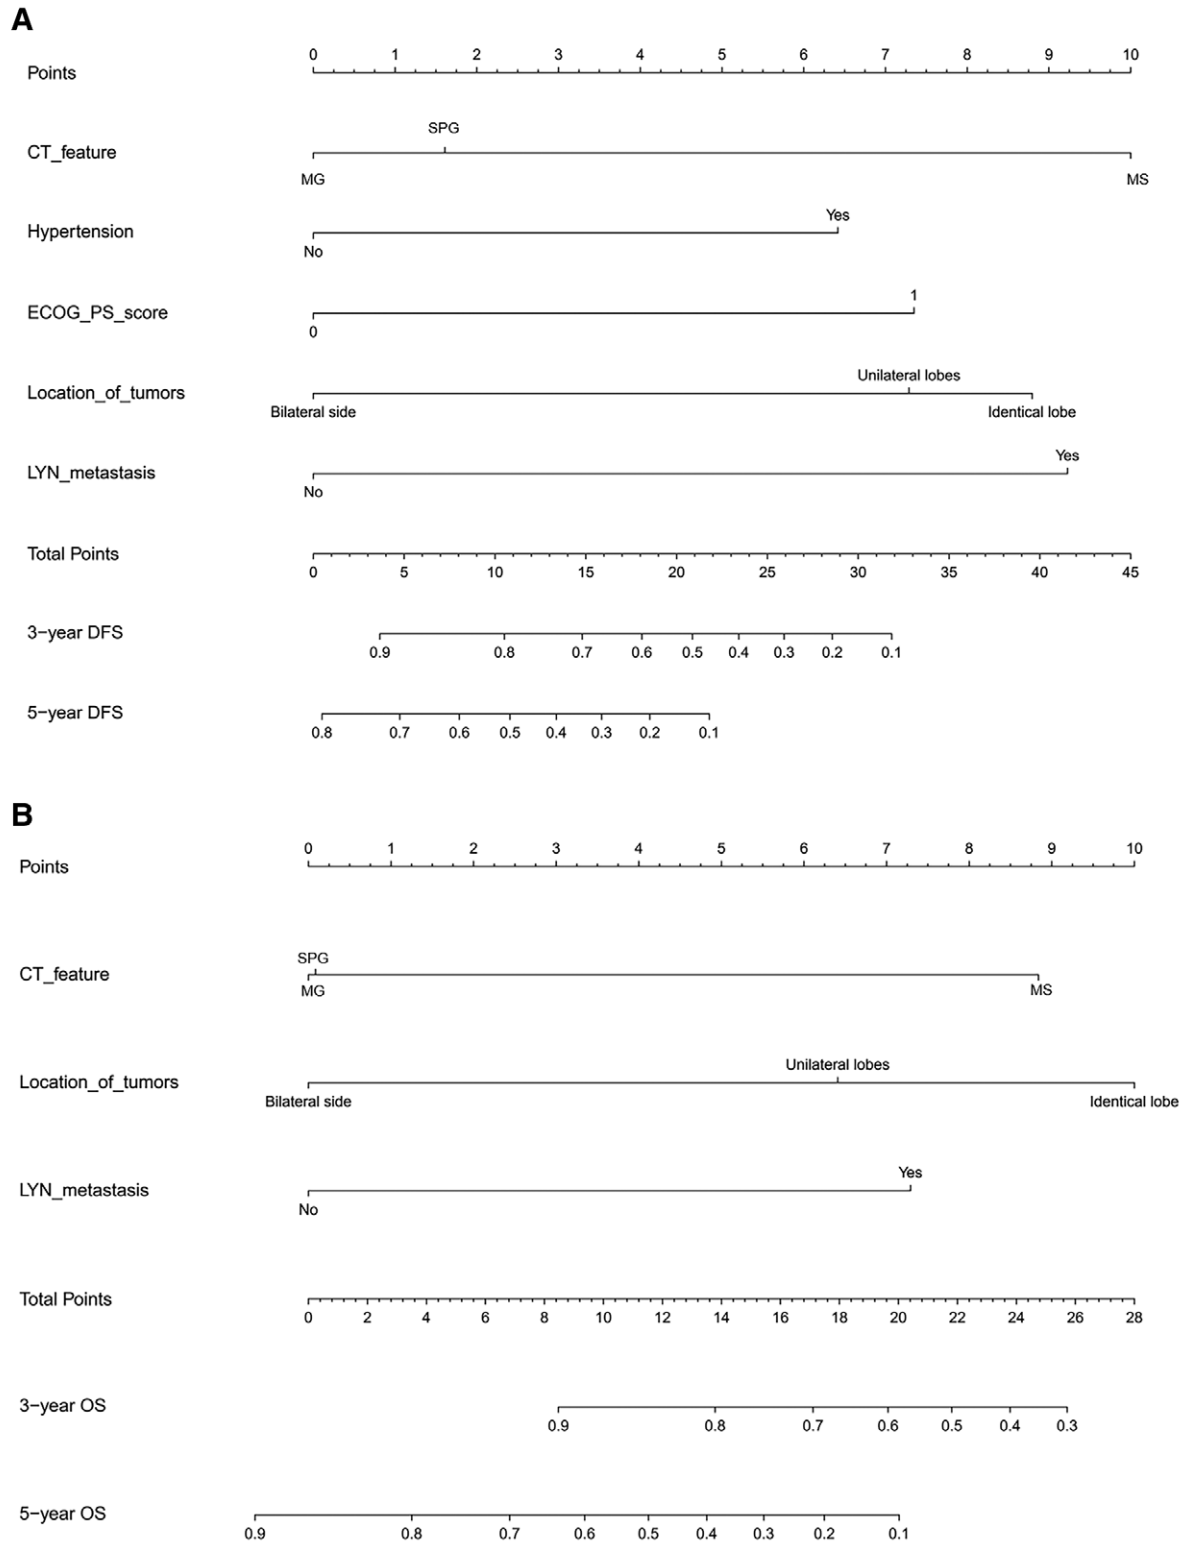 A
0 1 2 3 4 5 6 7 8 9 10
Points
SPG
CT_feature
MG MS
Yes
Hypertension
No
1
ECOG_PS_score
0
Unilateral lobes
Location_of_tumors
Bilateral side Identical lobe
Yes
LYN_metastasis
No
Total Points
0 5 10 15 20 25 30 35 40 45
3−year DFS
0.9 0.8 0.7 0.6 0.5 0.4 0.3 0.2 0.1
5−year DFS
0.8 0.7 0.6 0.5 0.4 0.3 0.2 0.1
B
0 1 2 3 4 5 6 7 8 9 10
Points
SPG
CT_feature
MG MS
Unilateral lobes
Location_of_tumors
Bilateral side Identical lobe
Yes
LYN_metastasis
No
Total Points
0 2 4 6 8 10 12 14 16 18 20 22 24 26 28
3−year OS
0.9 0.8 0.7 0.6 0.5 0.4 0.3
5−year OS
0.9 0.8 0.7 0.6 0.5 0.4 0.3 0.2 0.1